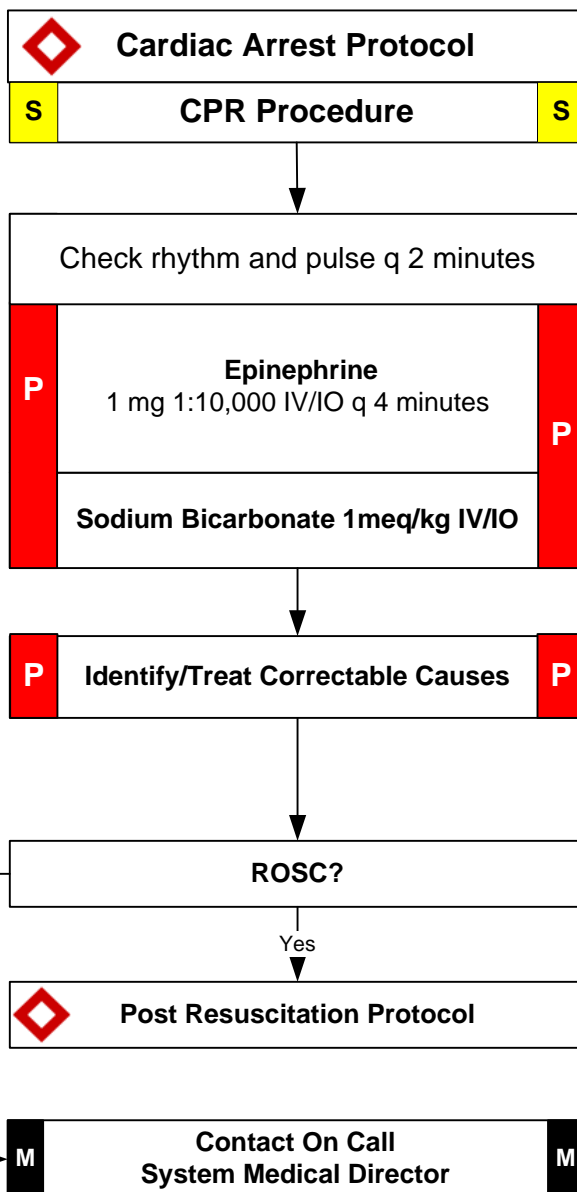 Cardiac Arrest Protocol
S CPR Procedure S
Check rhythm and pulse q 2 minutes
P Epinephrine P
1 mg 1:10,000 IV/IO q 4 minutes
Sodium Bicarbonate 1meq/kg IV/IO
P Identify/Treat Correctable Causes P
ROSC?
Yes
Post Resuscitation Protocol
M Contact On Call M
System Medical Director